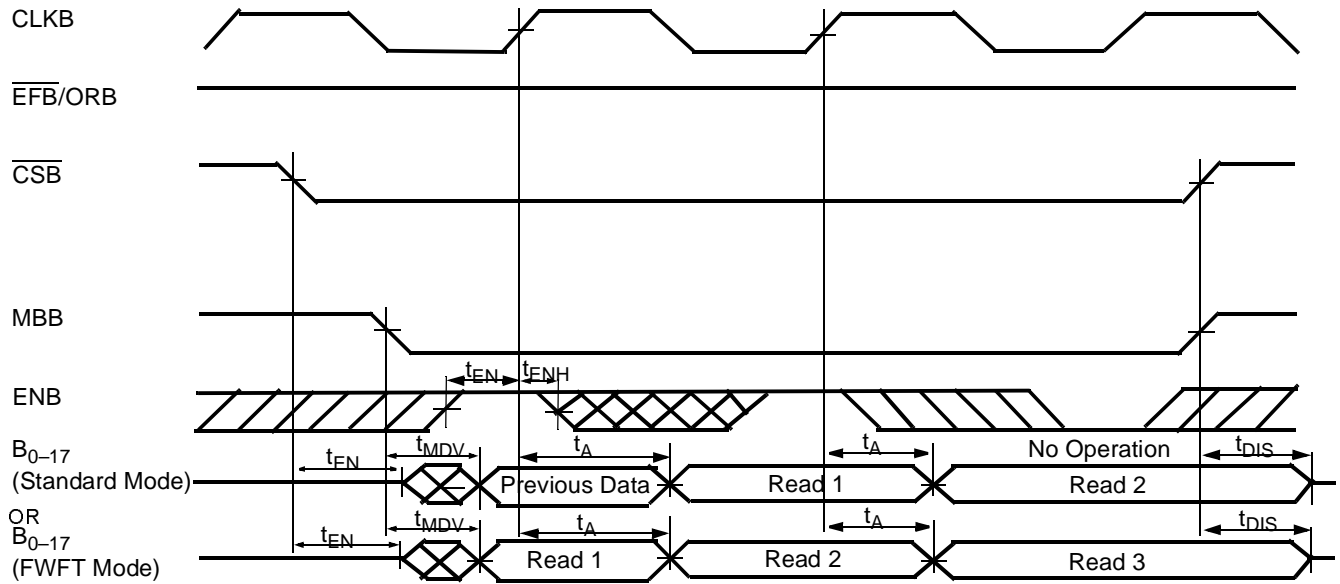 CLKB
EFB/ORB
CSB
MBB
tEN tENH
ENB
B0–17
(Standard Mode)
tEN tMDV tA tA No Operation tDIS
Previous Data Read 1 Read 2
OR
B0–17
(FWFT Mode)
tEN tMDV tA tA tDIS
Read 1 Read 2 Read 3